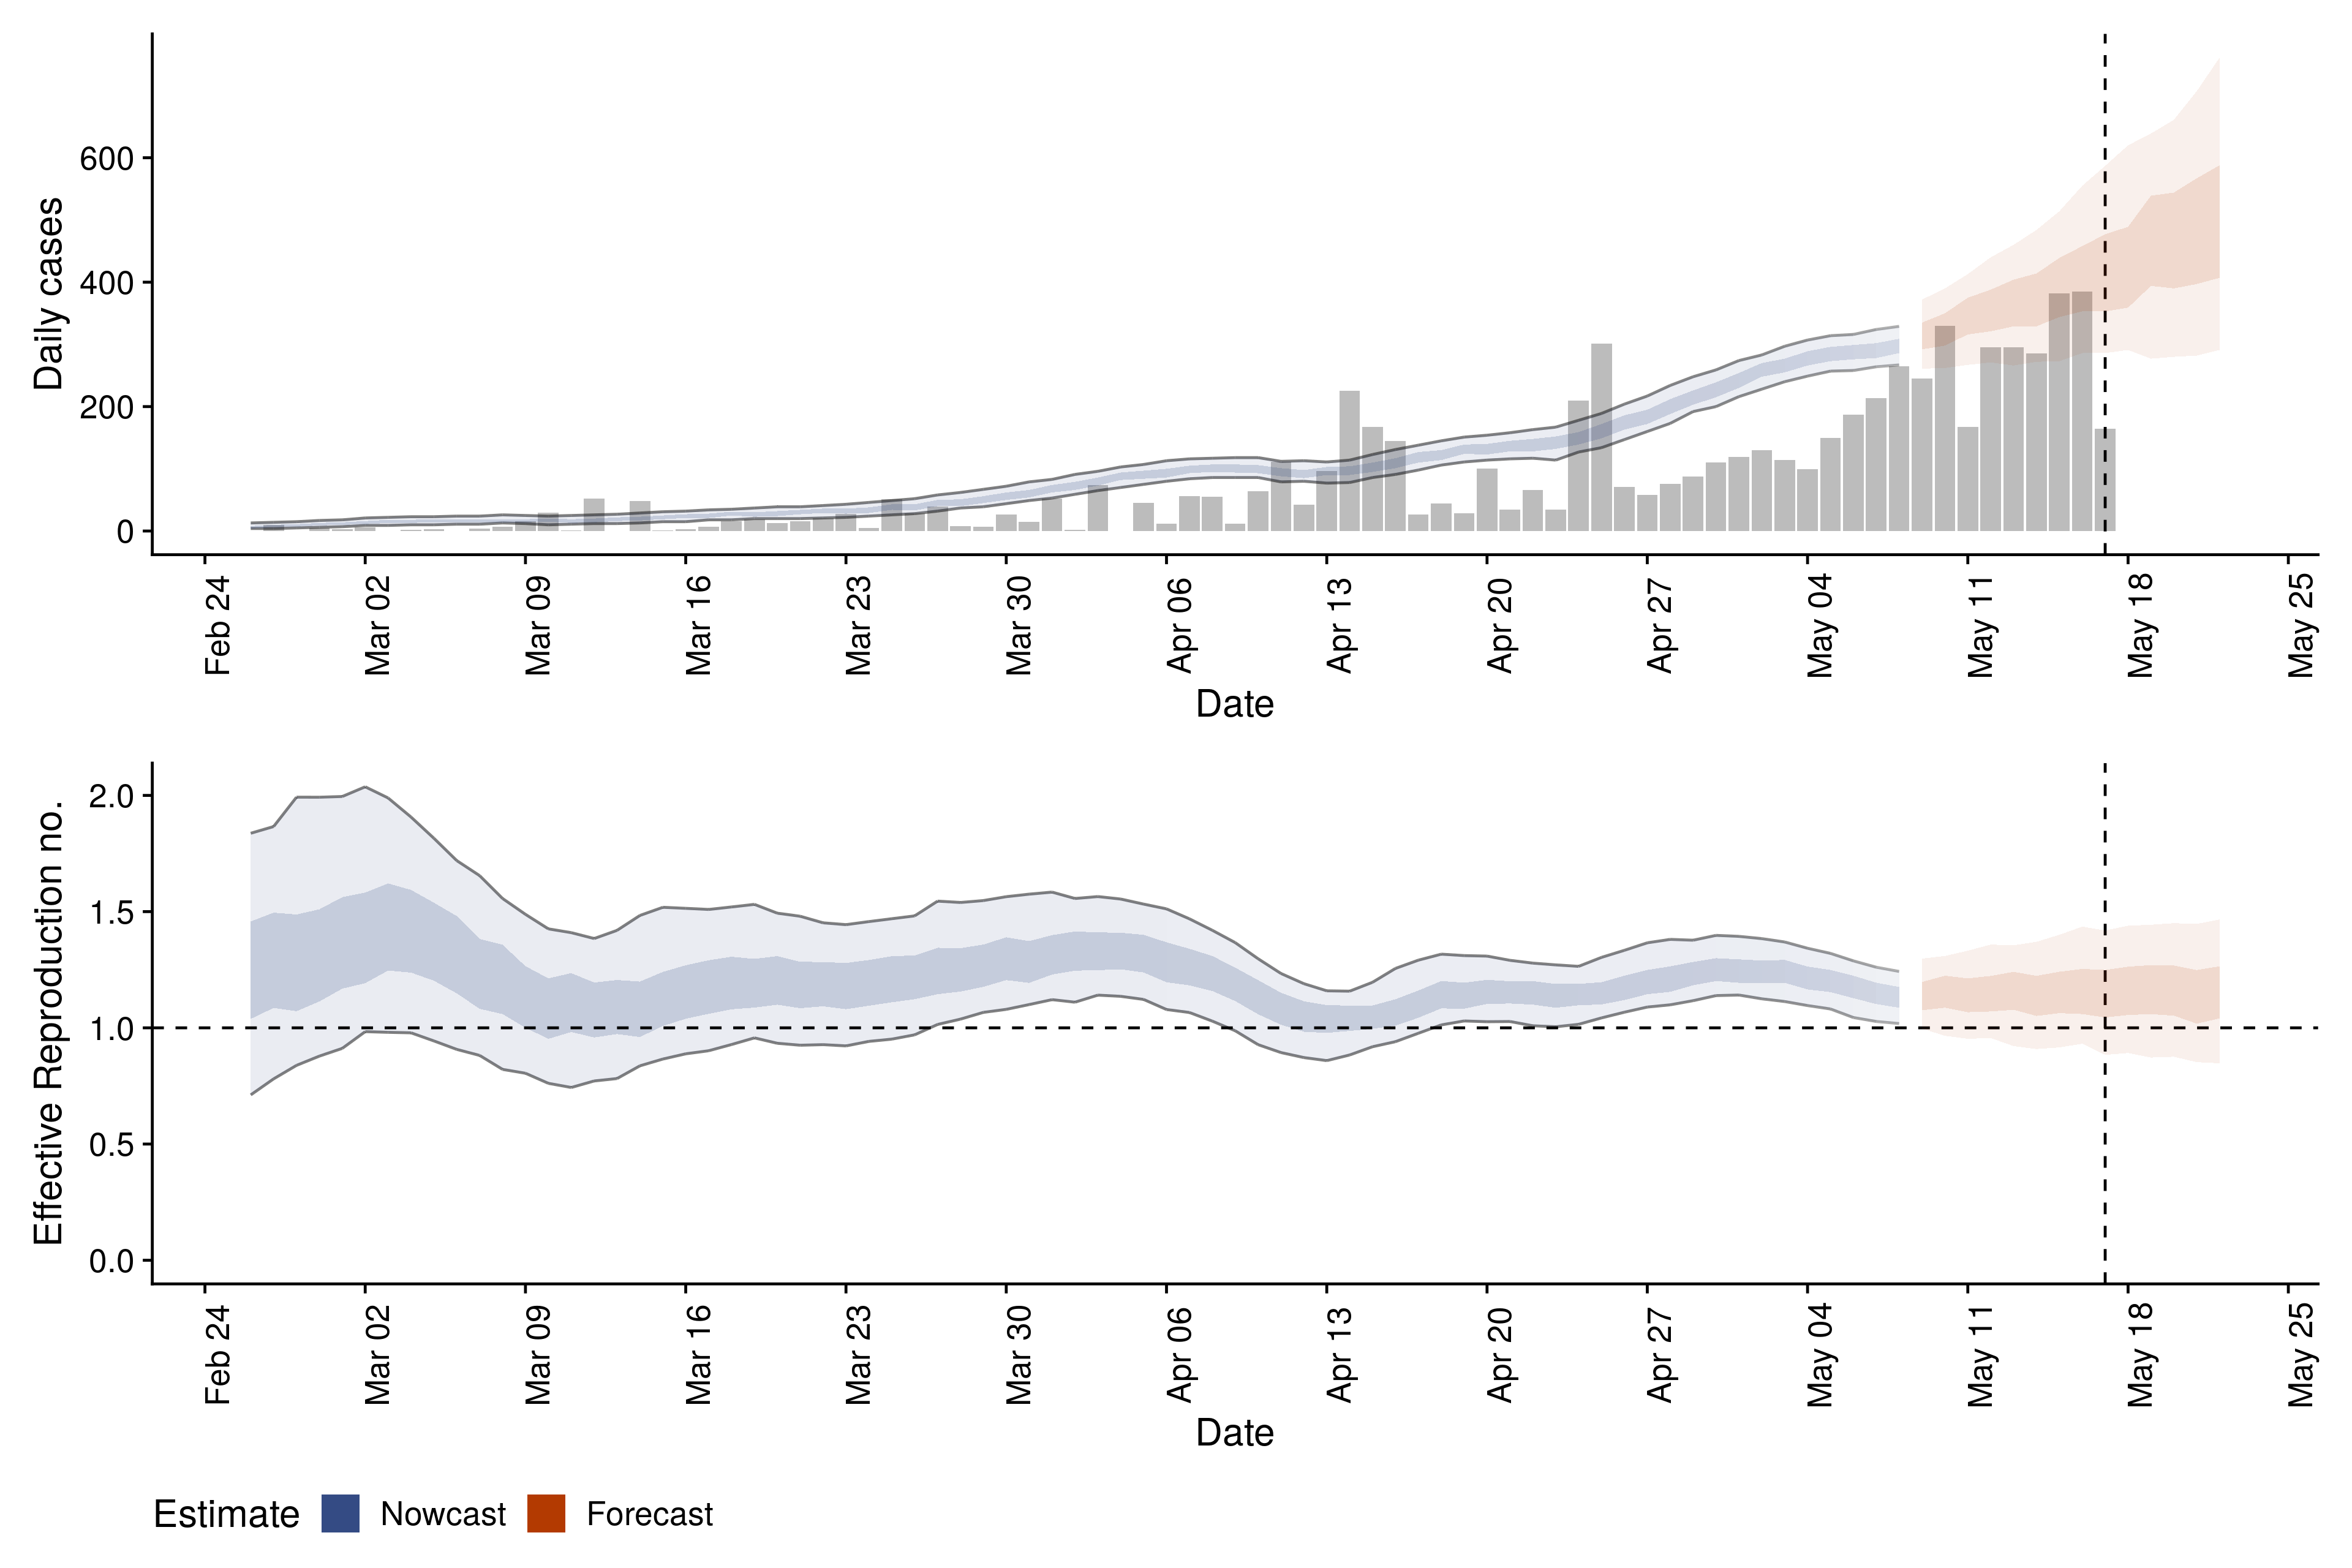 Daily cases
600
400
200
0
Feb 24 Mar 02 Mar 09 Mar 16 Mar 23 Mar 30 Apr 06 Apr 13 Apr 20 Apr 27 May 04 May 11 May 18 May 25
Date
Effective Reproduction no.
2.0
1.5
1.0
0.5
0.0
Feb 24 Mar 02 Mar 09 Mar 16 Mar 23 Mar 30 Apr 06 Apr 13 Apr 20 Apr 27 May 04 May 11 May 18 May 25
Date
Estimate Nowcast Forecast